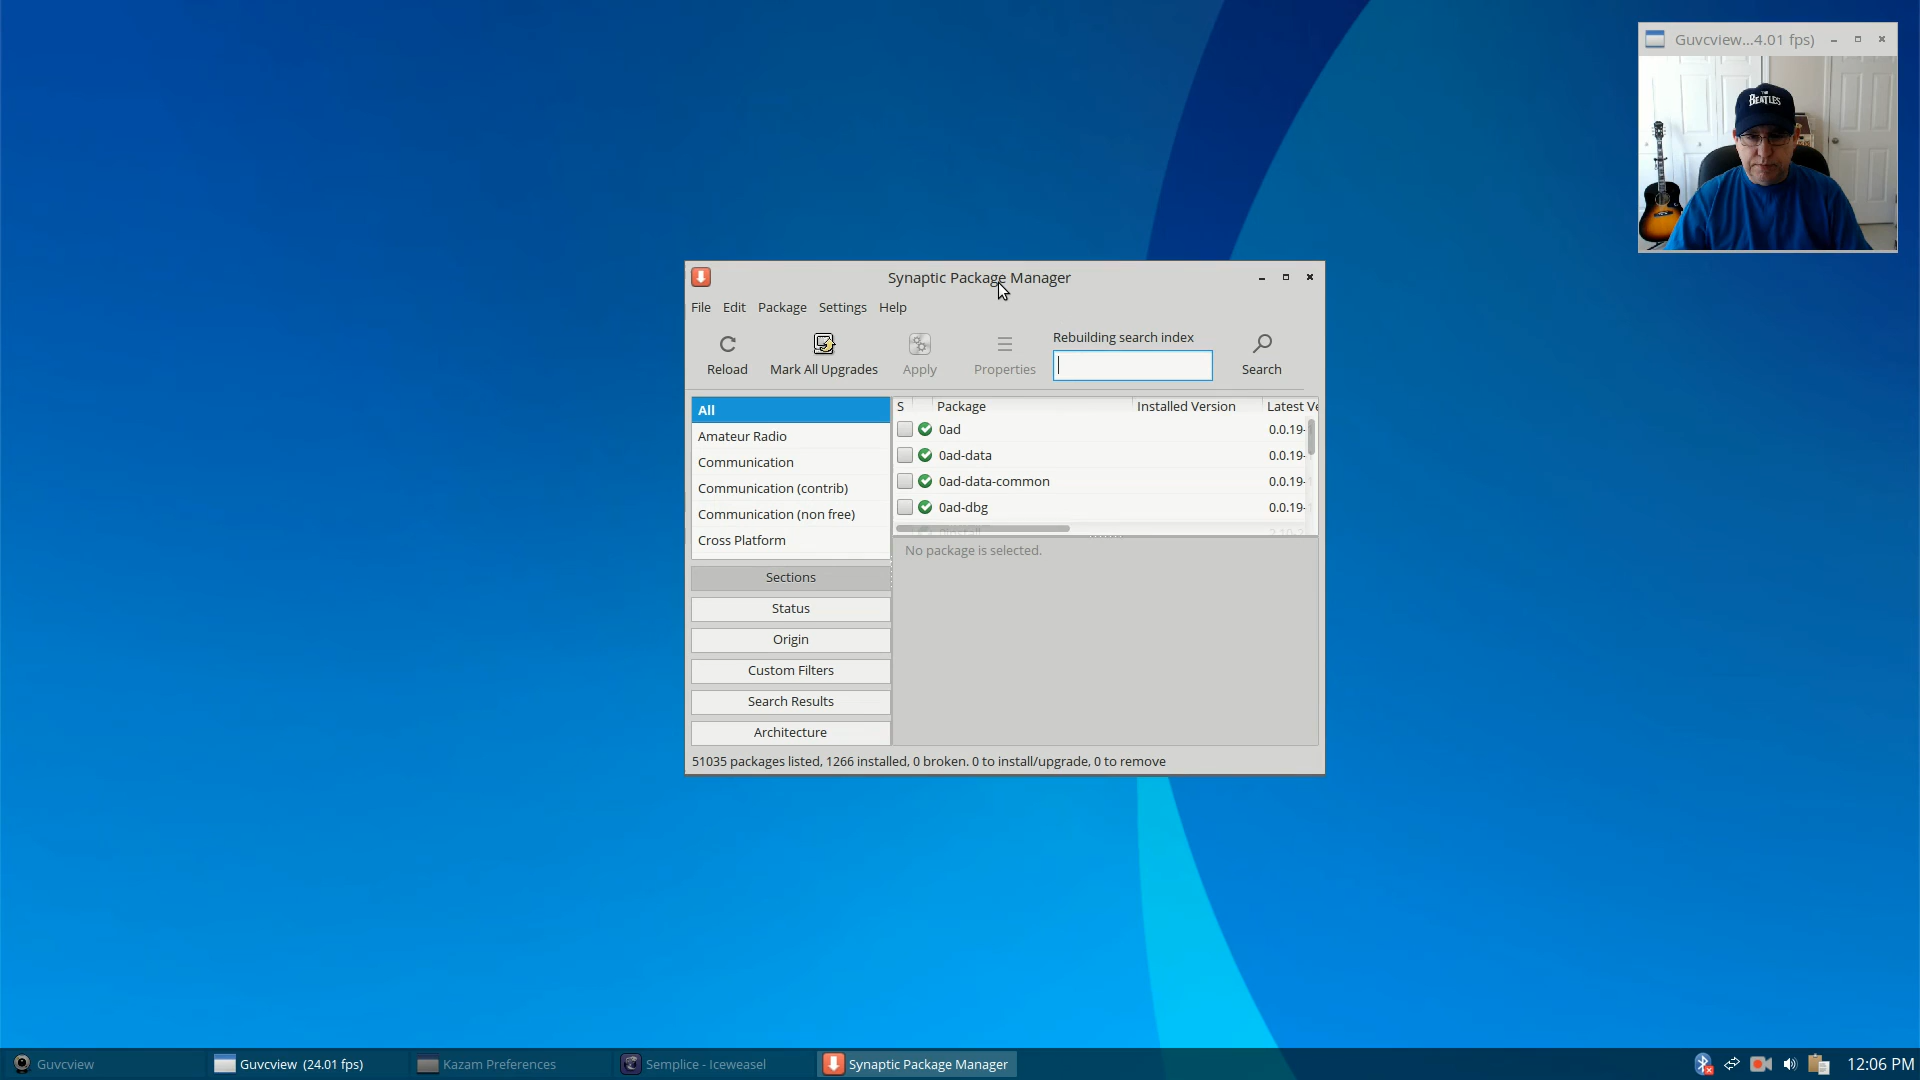 Guvcview...4.01 fps)
THE
BEATLES
Synaptic Package Manager
File Edit Package Settings Help
Rebuilding search index
Reload Mark All Upgrades Apply Properties Search
All
Amateur Radio
Communication
Communication (contrib)
Communication (non free)
Cross Platform
Sections
Status
Origin
Custom Filters
Search Results
Architecture
S Package Installed Version Latest Ve
0ad 0.0.19-
0ad-data 0.0.19-
0ad-data-common 0.0.19-
0ad-dbg 0.0.19-
No package is selected.
51035 packages listed, 1266 installed, 0 broken. 0 to install/upgrade, 0 to remove
Guvcview Guvcview (24.01 fps) Kazam Preferences Semplice - Iceweasel Synaptic Package Manager 12:06 PM